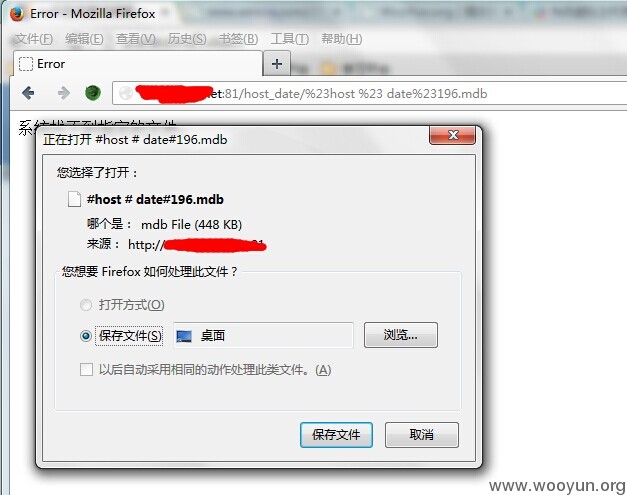 Error - Mozilla Firefox
文件(F) 编辑(E) 查看(V) 历史(S) 书签(B) 工具(T) 帮助(H)
Error
et:81/host_date/%23host %23 date%23196.mdb
系统找不到指定的文件
正在打开 #host # date#196.mdb
您选择了打开：
#host # date#196.mdb
哪个是： mdb File (448 KB)
来源： http://
您想要 Firefox 如何处理此文件？
打开方式(O)
保存文件(S) 桌面 浏览...
以后自动采用相同的动作处理此类文件。(A)
保存文件 取消
www.wooyun.org